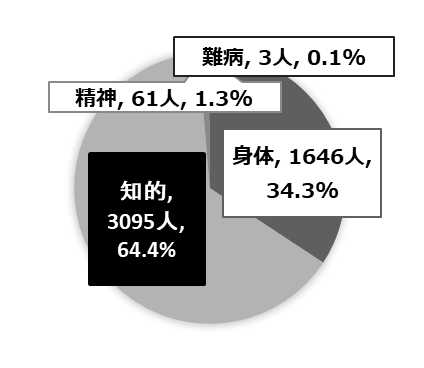 難病, 3人, 0.1%
精神, 61人, 1.3%
身体, 1646人,
34.3%
知的,
3095人,
64.4%